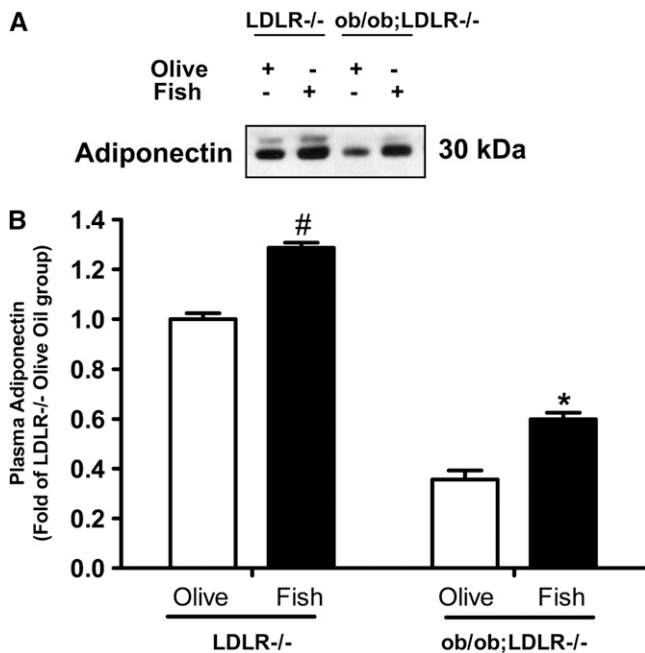 A
LDLR-/- ob/ob;LDLR-/-
Olive + - + -
Fish - + - +
Adiponectin 30 kDa
B
Plasma Adiponectin
(Fold of LDLR-/- Olive Oil group)
1.4
1.2
1.0
0.8
0.6
0.4
0.2
0.0
#
*
Olive Fish Olive Fish
LDLR-/- ob/ob;LDLR-/-